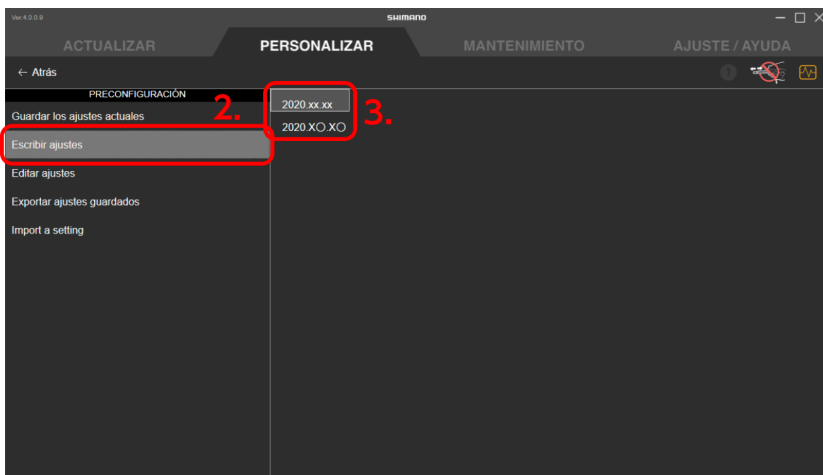 Ver.4.0.0.9
SHIMANO
ACTUALIZAR
PERSONALIZAR
MANTENIMIENTO
AJUSTE / AYUDA
← Atrás
PRECONFIGURACIÓN
2.
2020.xx.xx
3.
Guardar los ajustes actuales
2020.X○.X○
Escribir ajustes
Editar ajustes
Exportar ajustes guardados
Import a setting